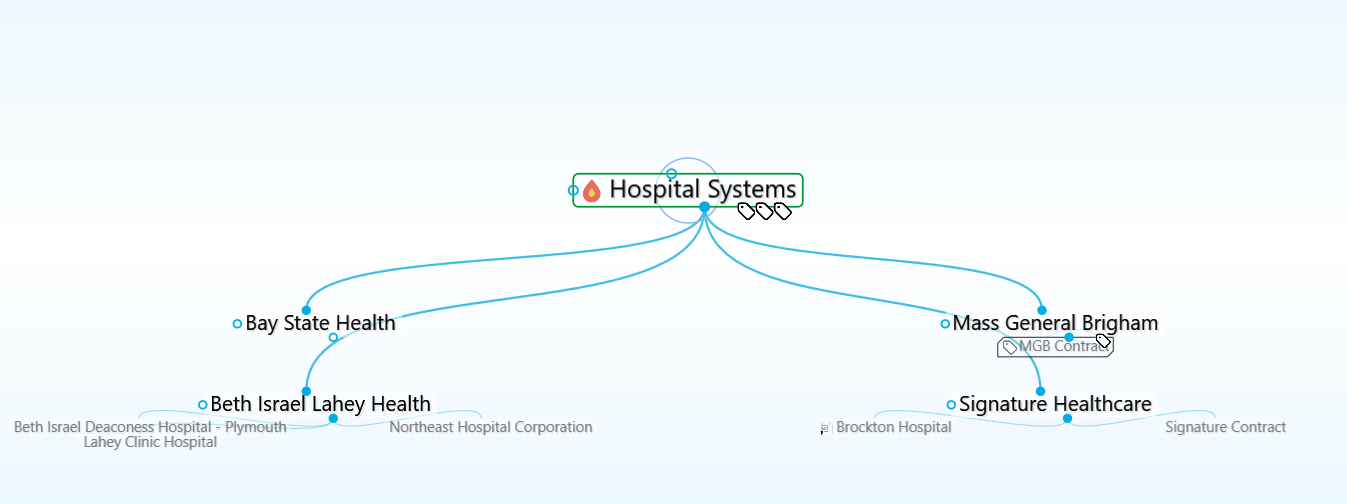 Hospital Systems
Bay State Health
Mass General Brigham
MGB Contract
Beth Israel Lahey Health
Signature Healthcare
Beth Israel Deaconess Hospital - Plymouth
Lahey Clinic Hospital
Northeast Hospital Corporation
Brockton Hospital
Signature Contract